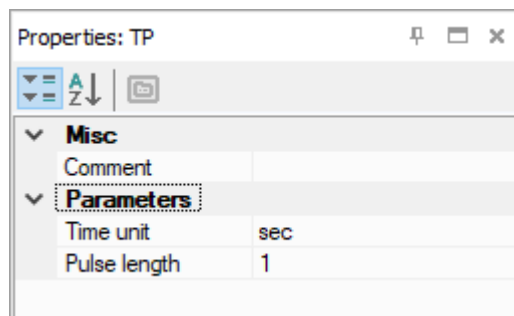 Properties: TP
A
Z
Misc
Comment
Parameters
Time unit sec
Pulse length 1